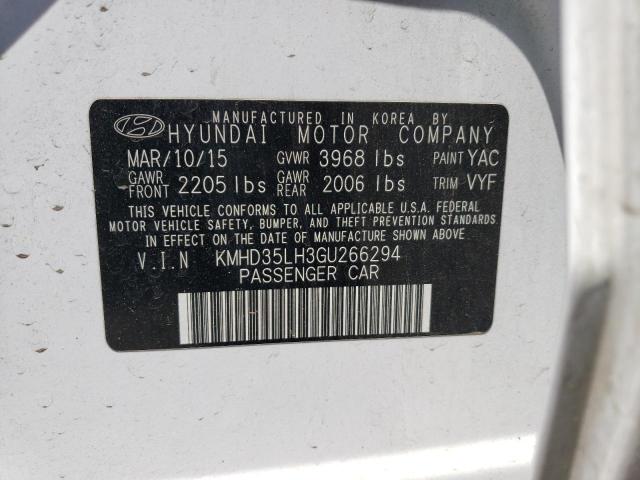 MANUFACTURED IN KOREA BY
HYUNDAI MOTOR COMPANY
MAR/10/15 GVWR 3968 lbs PAINT YAC
GAWR FRONT 2205 lbs GAWR REAR 2006 lbs TRIM VYF
THIS VEHICLE CONFORMS TO ALL APPLICABLE U.S.A. FEDERAL
MOTOR VEHICLE SAFETY, BUMPER, AND THEFT PREVENTION STANDARDS
IN EFFECT ON THE DATE OF MANUFACTURE SHOWN ABOVE.
V.I.N KMHD35LH3GU266294
PASSENGER CAR